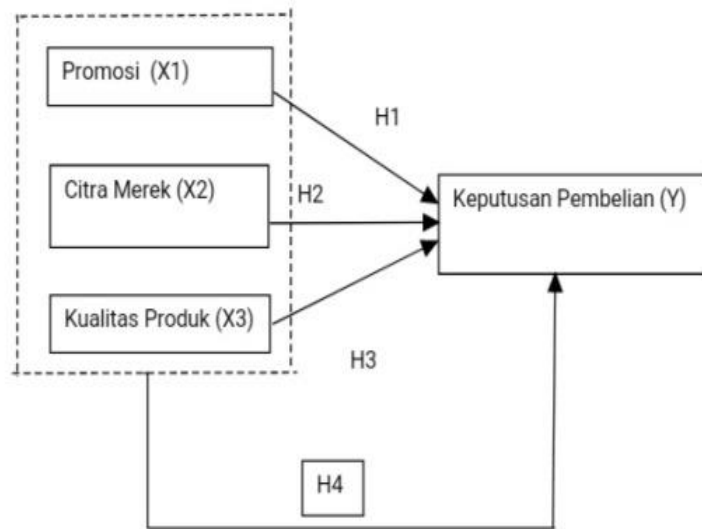 Promosi (X1)
H1
Citra Merek (X2)
H2
Keputusan Pembelian (Y)
Kualitas Produk (X3)
H3
H4